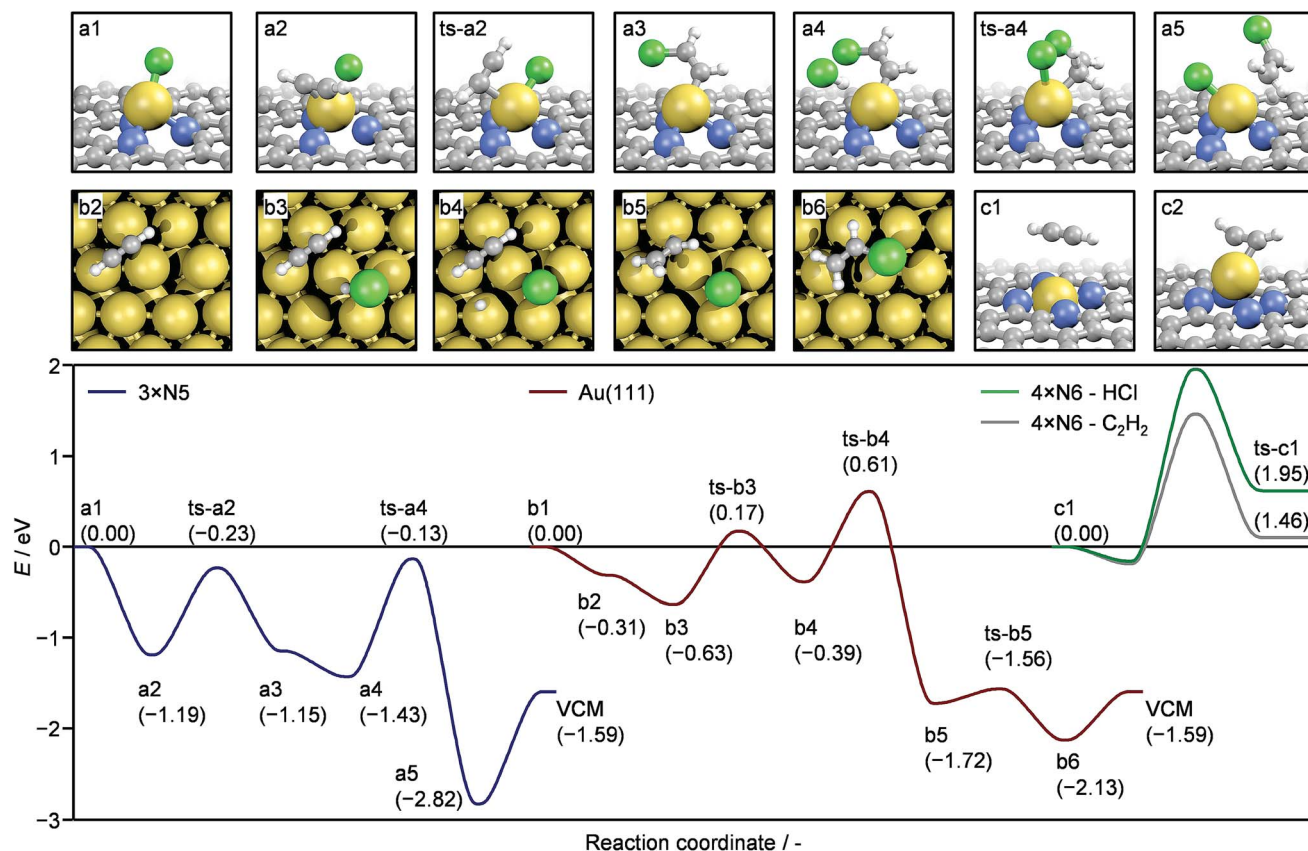 a1
a2
ts-a2
a3
a4
ts-a4
a5
b2
b3
b4
b5
b6
c1
c2
2
1
0
−1
−2
−3
E / eV
3×N5
Au(111)
4×N6 - HCl
4×N6 - C₂H₂
a1
(0.00)
a2
(−1.19)
ts-a2
(−0.23)
a3
(−1.15)
a4
(−1.43)
ts-a4
(−0.13)
a5
(−2.82)
VCM
(−1.59)
b1
(0.00)
b2
(−0.31)
b3
(−0.63)
ts-b3
(0.17)
b4
(−0.39)
ts-b4
(0.61)
b5
(−1.72)
ts-b5
(−1.56)
b6
(−2.13)
VCM
(−1.59)
c1
(0.00)
ts-c1
(1.95)
(1.46)
Reaction coordinate / -